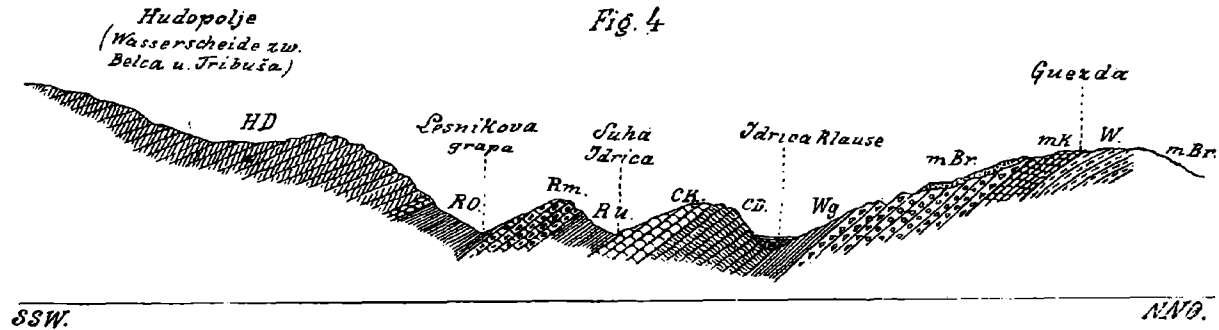 Fig. 4
Hudopolje
(Wasserscheide zw.
Belca u. Tribuša)
Guezda
HD
Lesnikova
grapa
Suha
Idrica
Idrica Klause
mBr.
mK
W.
mBr.
RO.
Rm.
RU.
CK.
CD.
Wg
SSW.
NNO.